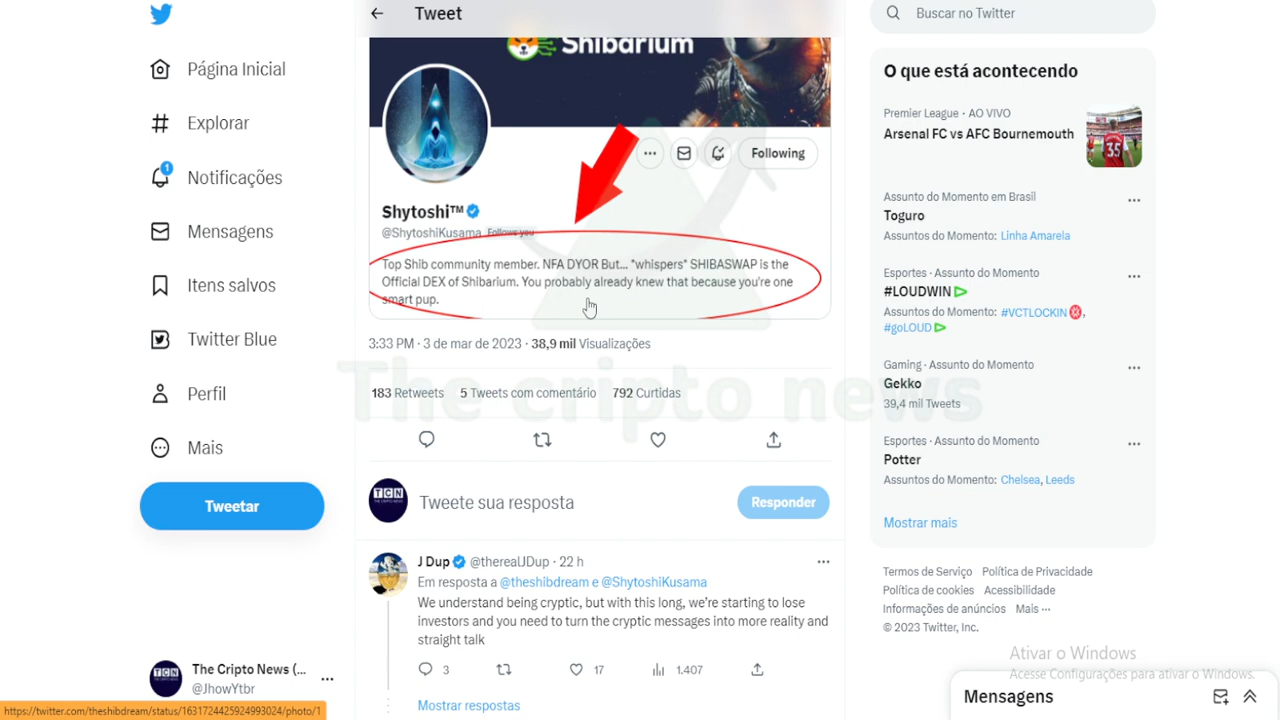 Tweet
Buscar no Twitter
Página Inicial
Explorar
1
Notificações
Mensagens
Itens salvos
Twitter Blue
Perfil
Mais
Tweetar
TCN
The Cripto News (...
@JhowYtbr
https://twitter.com/theshibdream/status/1631724425924993024/photo/1
Shibarium
Following
Shytoshi™
@ShytoshiKusama Follows you
Top Shib community member. NFA DYOR But... *whispers* SHIBASWAP is the
Official DEX of Shibarium. You probably already knew that because you're one
smart pup.
3:33 PM · 3 de mar de 2023 · 38,9 mil Visualizações
183 Retweets 5 Tweets com comentário 792 Curtidas
The cripto news
TCN
Tweete sua resposta
Responder
J Dup @therealJDup · 22 h
Em resposta a @theshibdream e @ShytoshiKusama
We understand being cryptic, but with this long, we're starting to lose
investors and you need to turn the cryptic messages into more reality and
straight talk
3 17 1.407
Mostrar respostas
O que está acontecendo
Premier League · AO VIVO
Arsenal FC vs AFC Bournemouth
35
Assunto do Momento em Brasil
Toguro
Assuntos do Momento: Linha Amarela
Esportes · Assunto do Momento
#LOUDWIN
Assuntos do Momento: #VCTLOCKIN,
#goLOUD
Gaming · Assunto do Momento
Gekko
39,4 mil Tweets
Esportes · Assunto do Momento
Potter
Assuntos do Momento: Chelsea, Leeds
Mostrar mais
Termos de Serviço Política de Privacidade
Política de cookies Acessibilidade
Informações de anúncios Mais ···
© 2023 Twitter, Inc.
Ativar o Windows
Acesse Configurações para ativar o Windows.
Mensagens